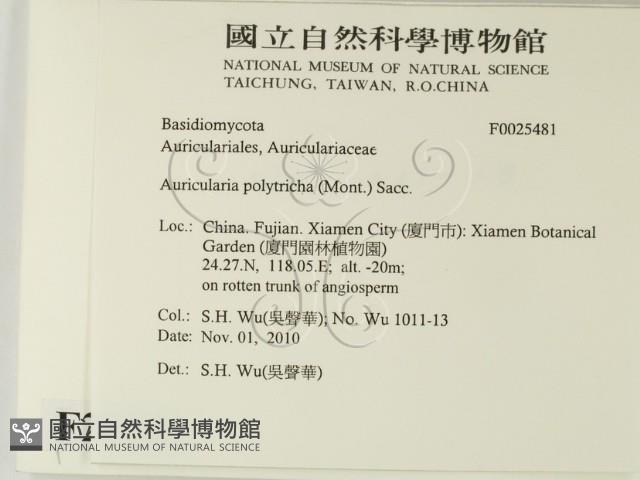 國立自然科學博物館
NATIONAL MUSEUM OF NATURAL SCIENCE
TAICHUNG, TAIWAN, R.O.CHINA
Basidiomycota F0025481
Auriculariales, Auriculariaceae
Auricularia polytricha (Mont.) Sacc.
Loc.: China. Fujian. Xiamen City (廈門市): Xiamen Botanical
Garden (廈門園林植物園)
24.27.N, 118.05.E; alt. -20m;
on rotten trunk of angiosperm
Col.: S.H. Wu(吳聲華); No. Wu 1011-13
Date: Nov. 01, 2010
Det.: S.H. Wu(吳聲華)
國立自然科學博物館
NATIONAL MUSEUM OF NATURAL SCIENCE